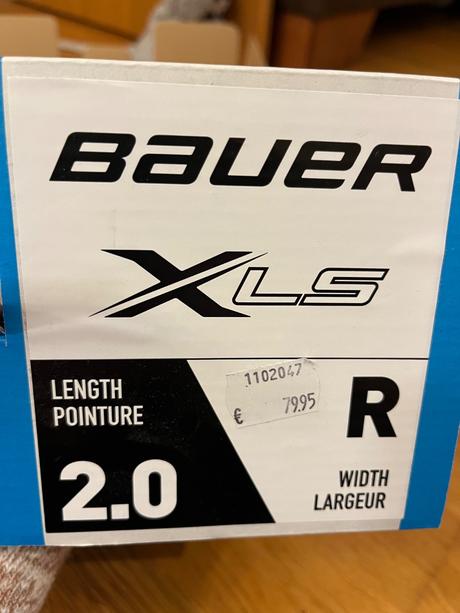 BAUER
XLS
LENGTH
POINTURE
2.0
1102047
€ 79.95
R
WIDTH
LARGEUR